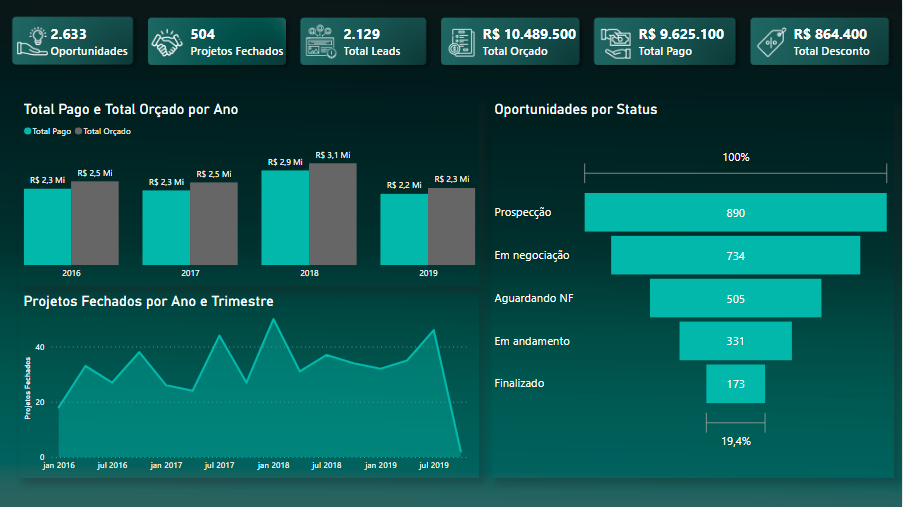 2.633
Oportunidades
504
Projetos Fechados
2.129
Total Leads
R$ 10.489.500
Total Orçado
R$ 9.625.100
Total Pago
R$ 864.400
Total Desconto
Total Pago e Total Orçado por Ano
Total Pago Total Orçado
R$ 2,3 Mi R$ 2,5 Mi R$ 2,3 Mi R$ 2,5 Mi R$ 2,9 Mi R$ 3,1 Mi R$ 2,2 Mi R$ 2,3 Mi
2016 2017 2018 2019
Projetos Fechados por Ano e Trimestre
Projetos Fechados
40
20
0
jan 2016 jul 2016 jan 2017 jul 2017 jan 2018 jul 2018 jan 2019 jul 2019
Oportunidades por Status
100%
Prospecção 890
Em negociação 734
Aguardando NF 505
Em andamento 331
Finalizado 173
19,4%